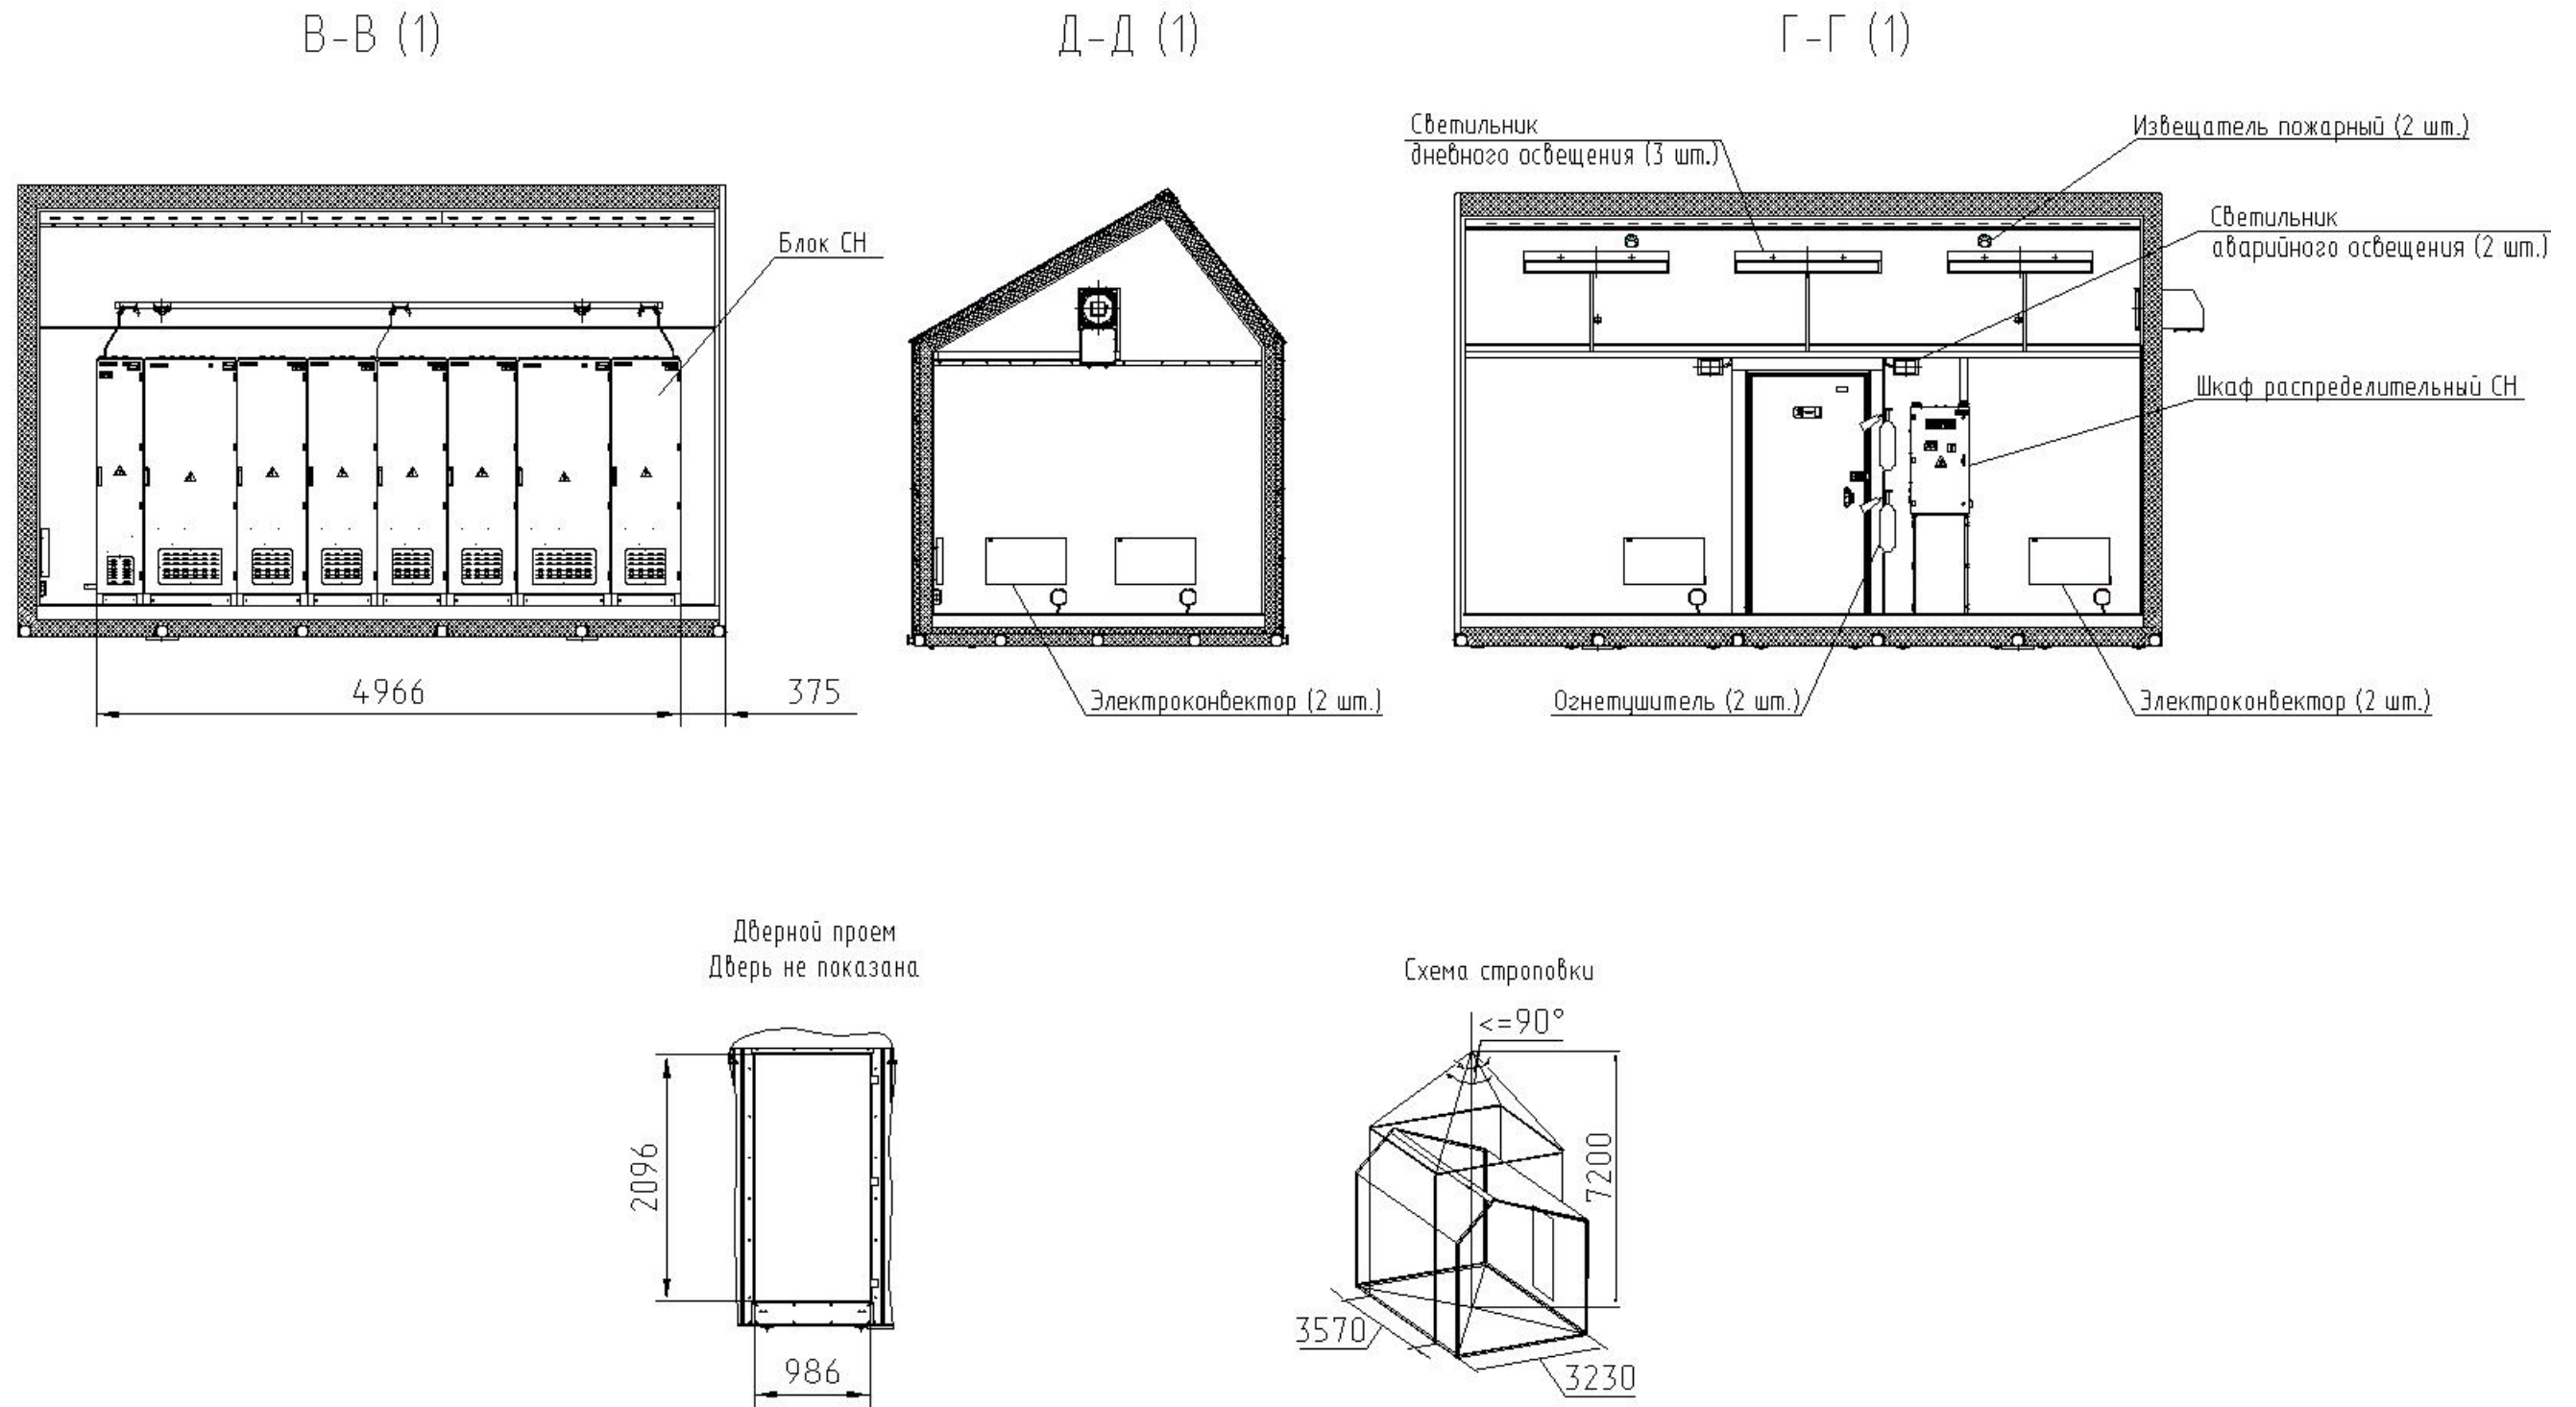 В-В (1)
Д-Д (1)
Г-Г (1)
Светильник
дневного освещения (3 шт.)
Извещатель пожарный (2 шт.)
Светильник
аварийного освещения (2 шт.)
Блок СН
Шкаф распределительный СН
4966
375
Электроконвектор (2 шт.)
Огнетушитель (2 шт.)
Электроконвектор (2 шт.)
Дверной проем
Дверь не показана
Схема строповки
<=90°
2096
7200
3570
986
3230